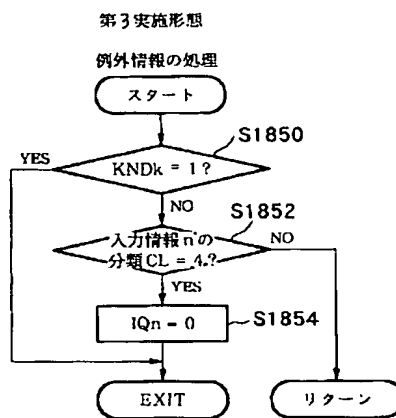 第3実施形態
例外情報の処理
スタート
S1850
YES
KNDk = 1?
NO
S1852
入力情報n'の
分類CL = 4?
NO
YES
IQn = 0
S1854
EXIT
リターン